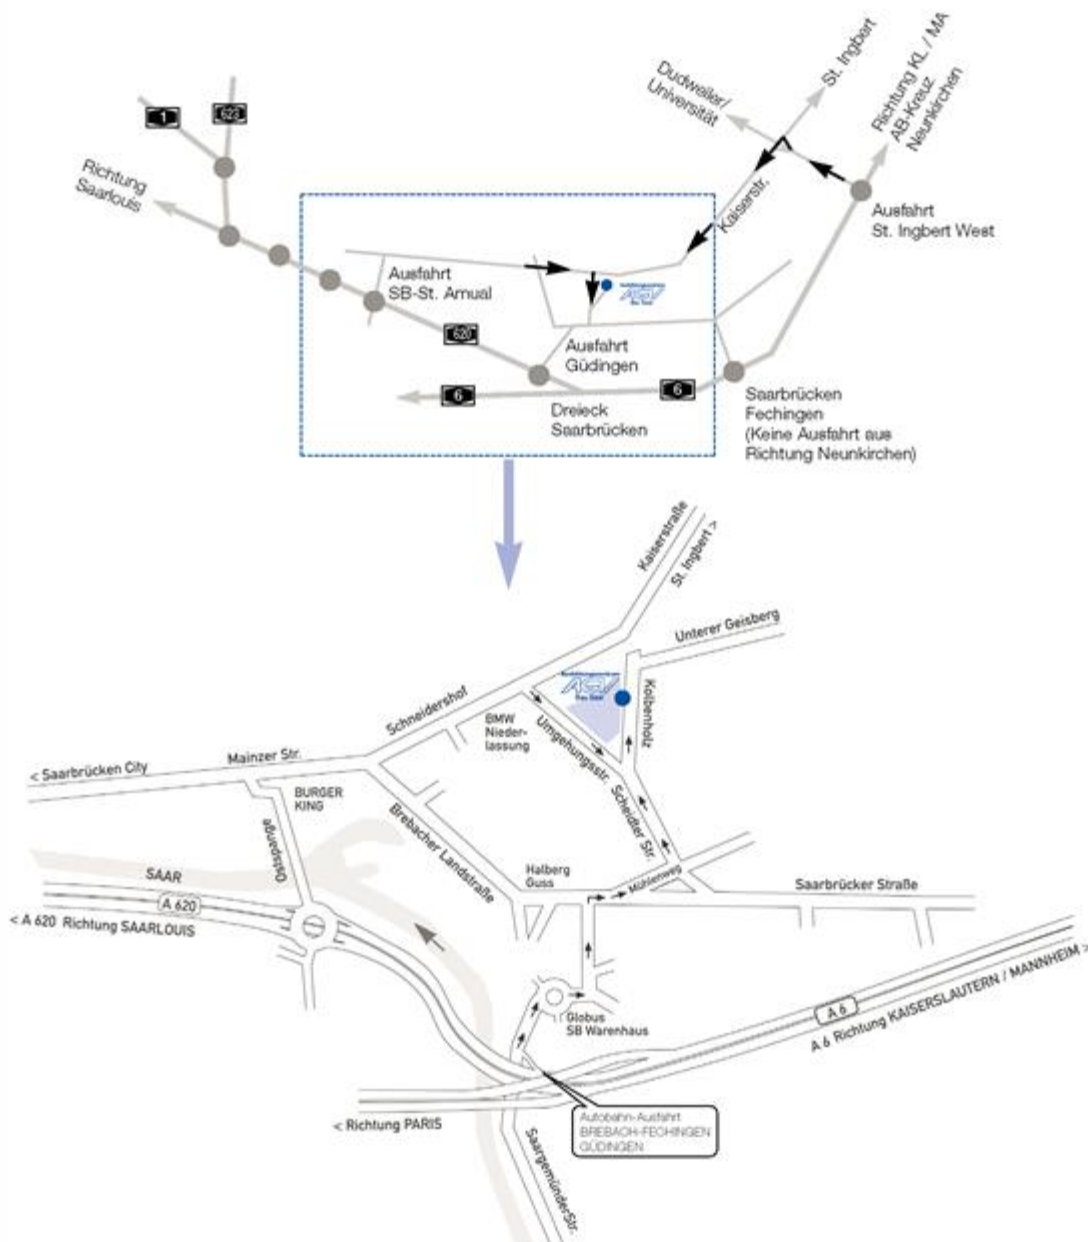 St. Ingbert
Richtung KL / MA
AB-Kreuz
Neunkirchen
Dudweiler/
Universität
1
623
Richtung
Saarlouis
Kaiserstr.
Ausfahrt
St. Ingbert West
Ausfahrt
SB-St. Arnual
620
Ausfahrt
Güdingen
6
6
Dreieck
Saarbrücken
Saarbrücken
Fechingen
(Keine Ausfahrt aus
Richtung Neunkirchen)
Kaiserstraße
St. Ingbert >
Unterer Geisberg
Kolbenholz
Schneidershof
BMW
Nieder-
lassung
Umgehungsstr.
Mainzer Str.
< Saarbrücken City
BURGER
KING
Ostspange
Brebacher Landstraße
Scheidter Str.
Halberg
Guss
Mühlenweg
Saarbrücker Straße
SAAR
A 620
< A 620 Richtung SAARLOUIS
Globus
SB Warenhaus
A 6
A 6 Richtung KAISERSLAUTERN / MANNHEIM >
< Richtung PARIS
Autobahn-Ausfahrt
BREBACH-FECHINGEN
GÜDINGEN
SaargemünderStr.